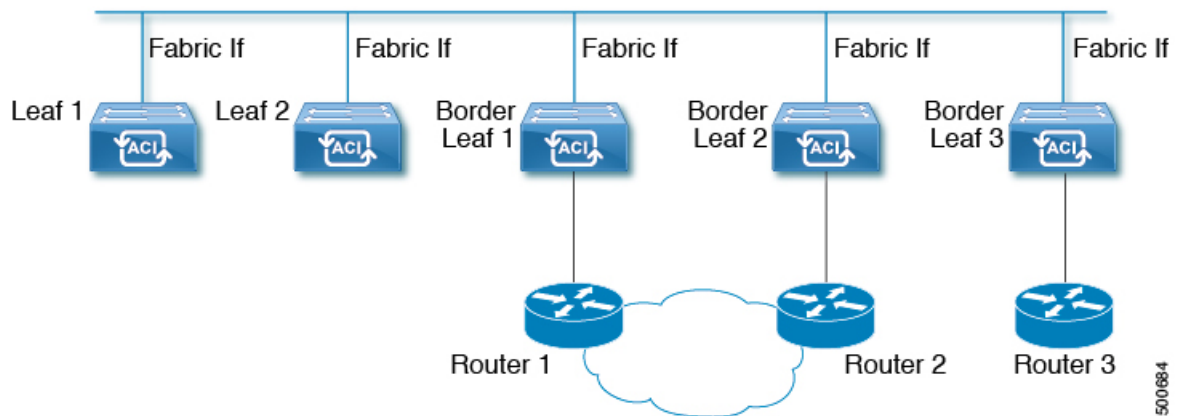 Fabric If
Fabric If
Fabric If
Fabric If
Fabric If
Leaf 1
Leaf 2
Border
Leaf 1
Border
Leaf 2
Border
Leaf 3
ACI
ACI
ACI
ACI
ACI
Router 1
Router 2
Router 3
500684